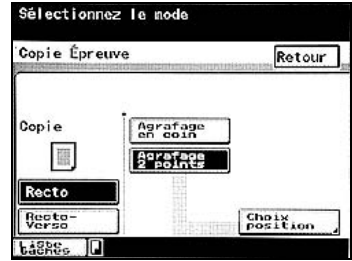 Sélectionnez le mode
Copie Épreuve
Retour
Copie
Agrafage
en coin
Agrafage
2 points
Recto
Recto-
Verso
Choix
position
Liste
tâches